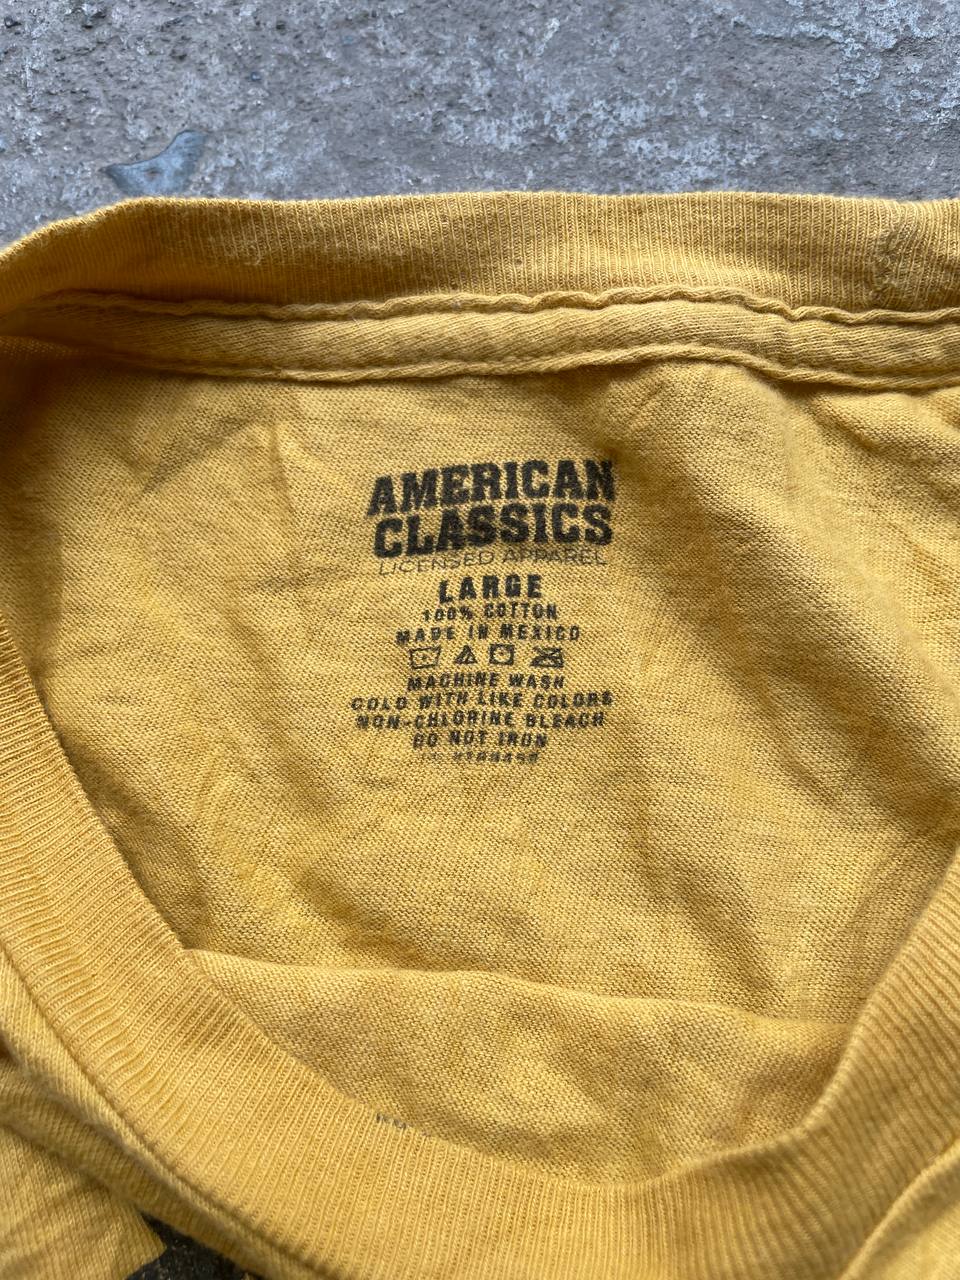 AMERICAN
CLASSICS
LICENSED APPAREL
LARGE
100% COTTON
MADE IN MEXICO
MACHINE WASH
COLD WITH LIKE COLORS
NON-CHLORINE BLEACH
DO NOT IRON